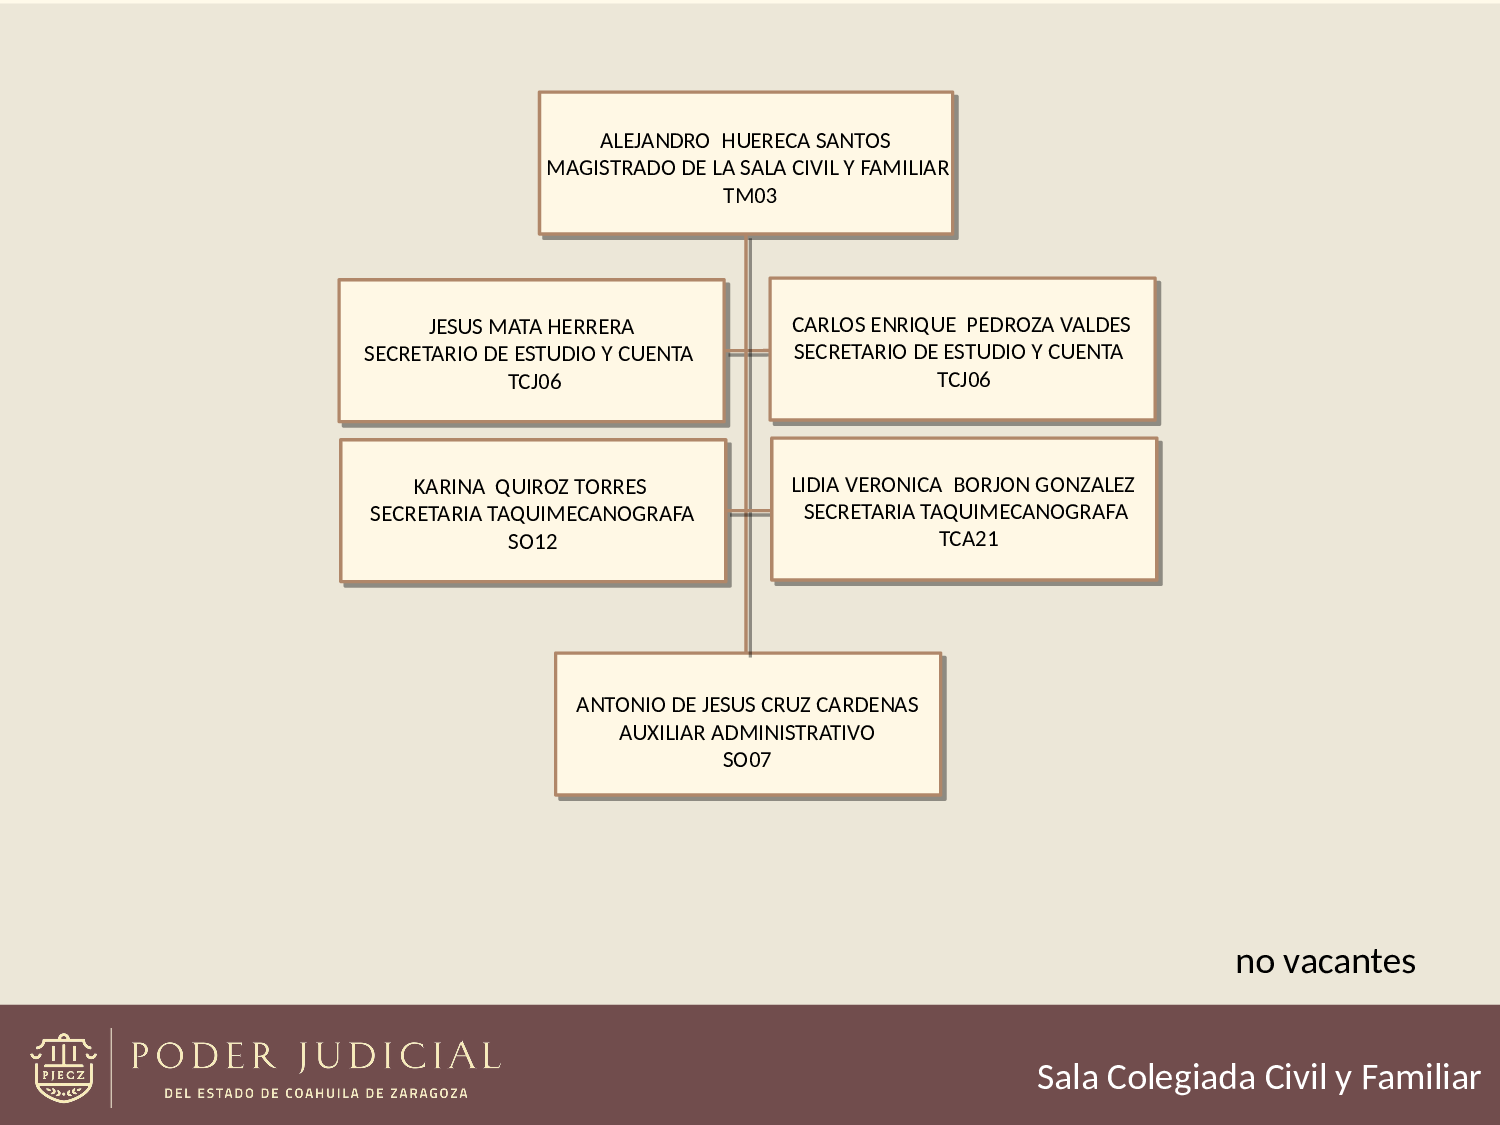 ALEJANDRO  HUERECA SANTOS
MAGISTRADO DE LA SALA CIVIL Y FAMILIAR
TM03
JESUS MATA HERRERA
SECRETARIO DE ESTUDIO Y CUENTA
TCJ06
CARLOS ENRIQUE  PEDROZA VALDES
SECRETARIO DE ESTUDIO Y CUENTA
TCJ06
KARINA  QUIROZ TORRES
SECRETARIA TAQUIMECANOGRAFA
SO12
LIDIA VERONICA  BORJON GONZALEZ
SECRETARIA TAQUIMECANOGRAFA
TCA21
ANTONIO DE JESUS CRUZ CARDENAS
AUXILIAR ADMINISTRATIVO
SO07
no vacantes
PJECZ
PODER JUDICIAL
DEL ESTADO DE COAHUILA DE ZARAGOZA
Sala Colegiada Civil y Familiar